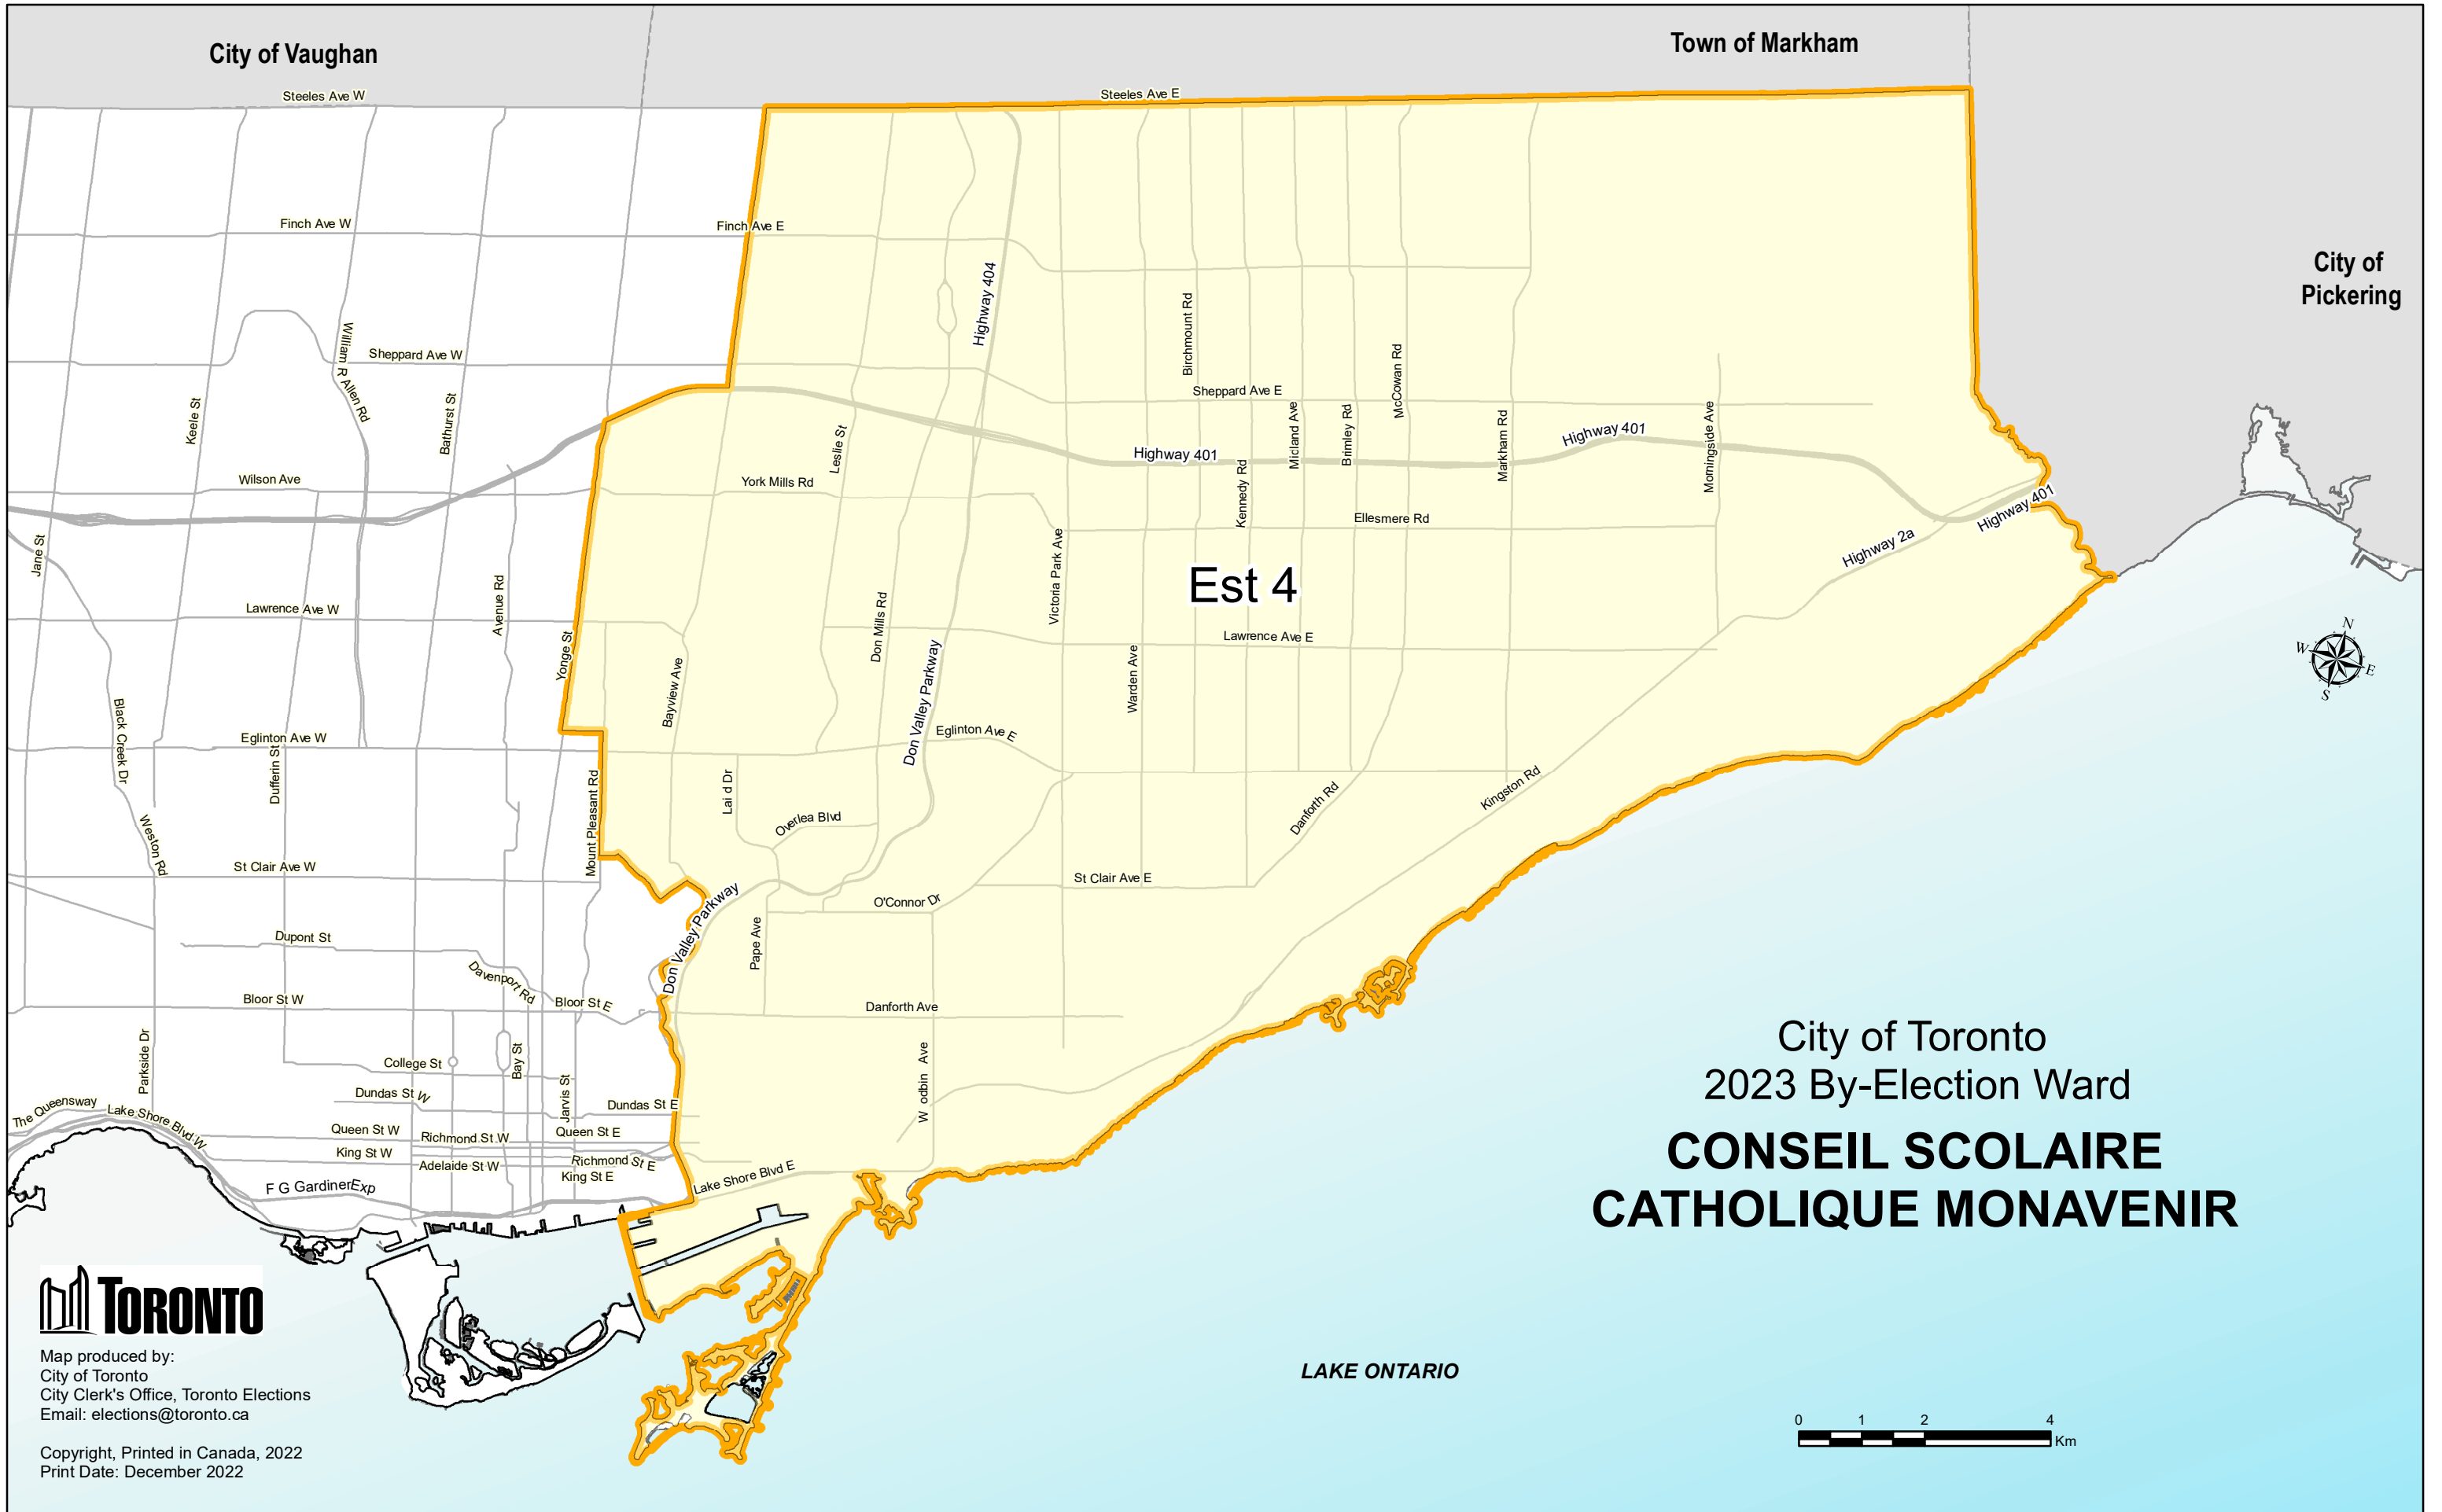 City of Vaughan
Town of Markham
Steeles Ave W
Steeles Ave E
Finch Ave W
Finch Ave E
City of
Pickering
Highway 404
Birchmount Rd
William R Allen Rd
Sheppard Ave W
McCowan Rd
Sheppard Ave E
Keele St
Bathurst St
Leslie St
Micland Ave
Brimley Rd
Markham Rd
Morningside Ave
Highway 401
Highway 401
Wilson Ave
York Mills Rd
Kennedy Rd
Highway 401
Ellesmere Rd
Jane St
Highway 2a
Victoria Park Ave
Est 4
Avenue Rd
Lawrence Ave W
Yonge St
Don Mills Rd
Lawrence Ave E
N
W
E
S
Bayview Ave
Don Valley Parkway
Warden Ave
Black Creek Dr
Eglinton Ave W
Eglinton Ave E
Dufferin St
Mount Pleasant Rd
Lai d Dr
Overlea Blvd
Danforth Rd
Kingston Rd
Weston Rd
St Clair Ave W
St Clair Ave E
O'Connor Dr
Don Valley Parkway
Pape Ave
Dupont St
Davenport Rd
Bloor St W
Bloor St E
Danforth Ave
Parkside Dr
College St
Bay St
W odbin Ave
Jarvis St
Dundas St W
Dundas St E
The Queensway
Lake Shore Blvd W
Queen St W
Richmond St W
Queen St E
King St W
Adelaide St W
Richmond St E
King St E
F G GardinerExp
Lake Shore Blvd E
City of Toronto
2023 By-Election Ward
CONSEIL SCOLAIRE
CATHOLIQUE MONAVENIR
TORONTO
Map produced by:
City of Toronto
City Clerk's Office, Toronto Elections
Email: elections@toronto.ca
Copyright, Printed in Canada, 2022
Print Date: December 2022
LAKE ONTARIO
0 1 2 4
Km